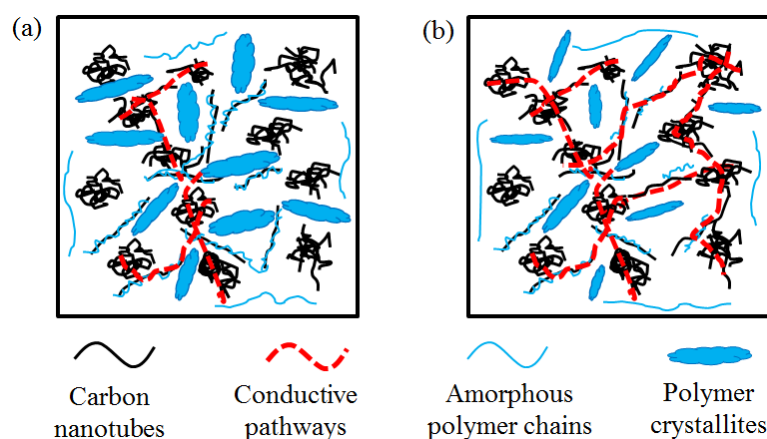 (a)
(b)
Carbon
nanotubes
Conductive
pathways
Amorphous
polymer chains
Polymer
crystallites